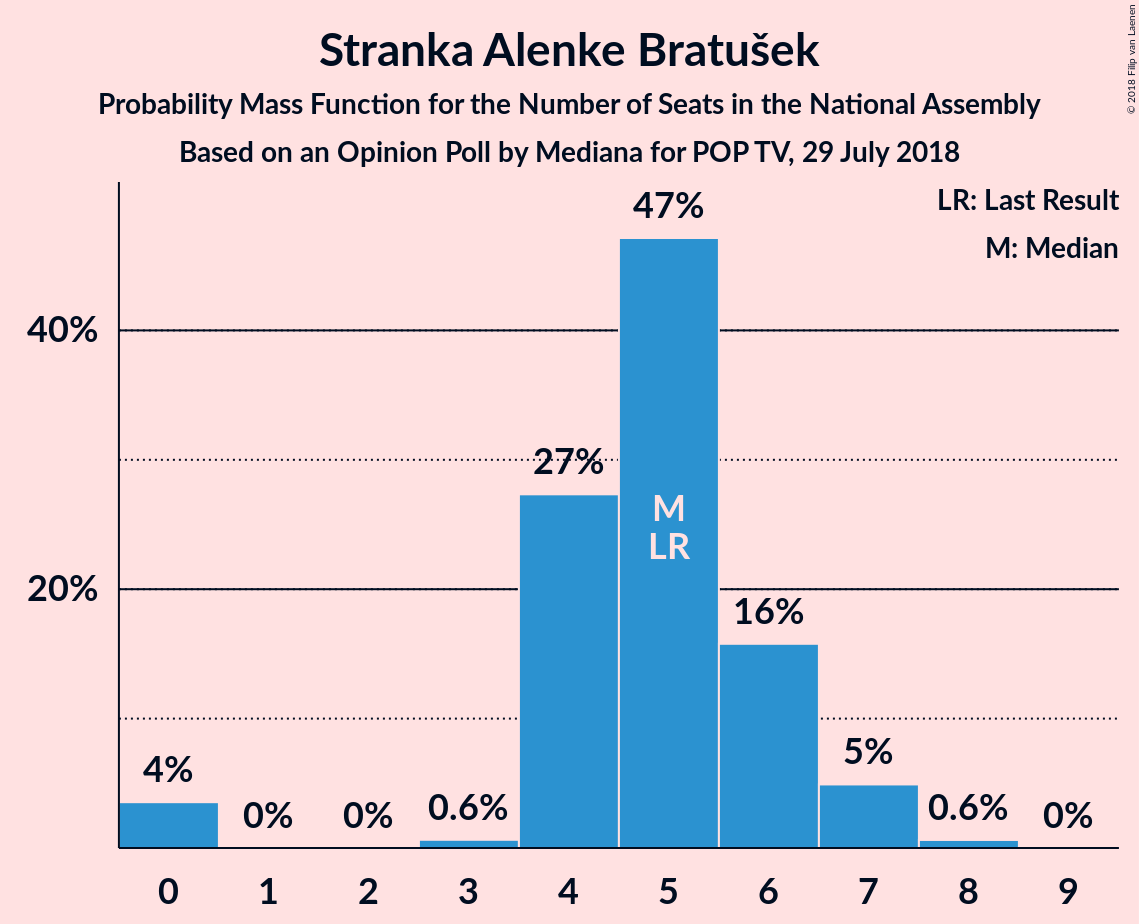 Stranka Alenke Bratušek
Probability Mass Function for the Number of Seats in the National Assembly
Based on an Opinion Poll by Mediana for POP TV, 29 July 2018
© 2018 Filip van Laenen
LR: Last Result
M: Median
47%
40%
27%
M
LR
20%
16%
5%
4%
0.6%
0.6%
0%
0%
0%
0 1 2 3 4 5 6 7 8 9